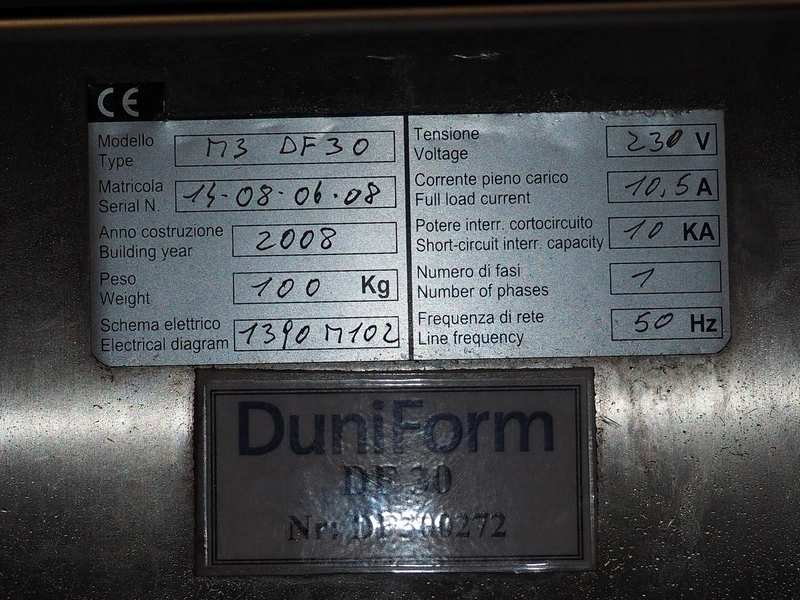 CE
Modello
Type
M3 DF30
Matricola
Serial N.
14-08-06-08
Anno costruzione
Building year
2008
Peso
Weight
100 Kg
Schema elettrico
Electrical diagram
1390 M102
Tensione
Voltage
230 V
Corrente pieno carico
Full load current
10,5 A
Potere interr. cortocircuito
Short-circuit interr. capacity
10 KA
Numero di fasi
Number of phases
1
Frequenza di rete
Line frequency
50 Hz
DuniForm
DF 30
Nr: DF300272